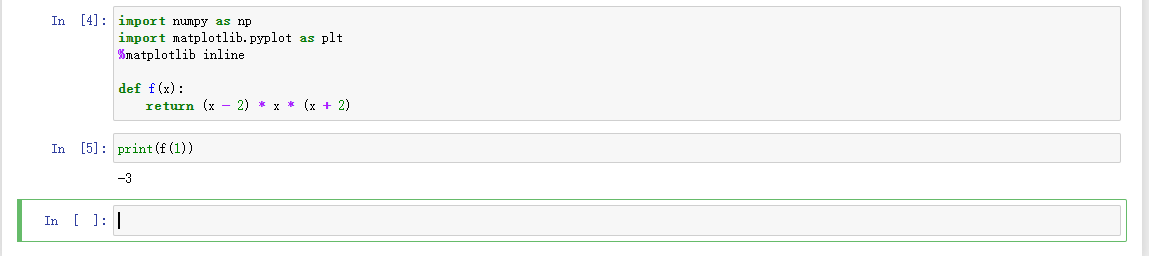 In [4]: import numpy as np
import matplotlib.pyplot as plt
%matplotlib inline
def f(x):
    return (x - 2) * x * (x + 2)
In [5]: print(f(1))
-3
In [ ]: